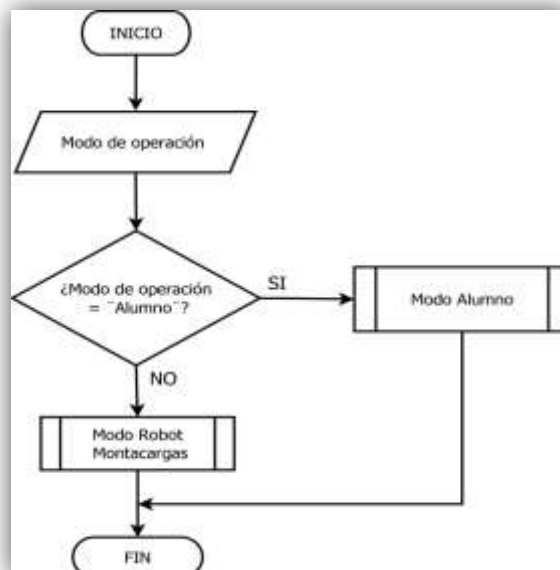 INICIO
Modo de operación
¿Modo de operación
= ¨Alumno¨?
SI
Modo Alumno
NO
Modo Robot
Montacargas
FIN